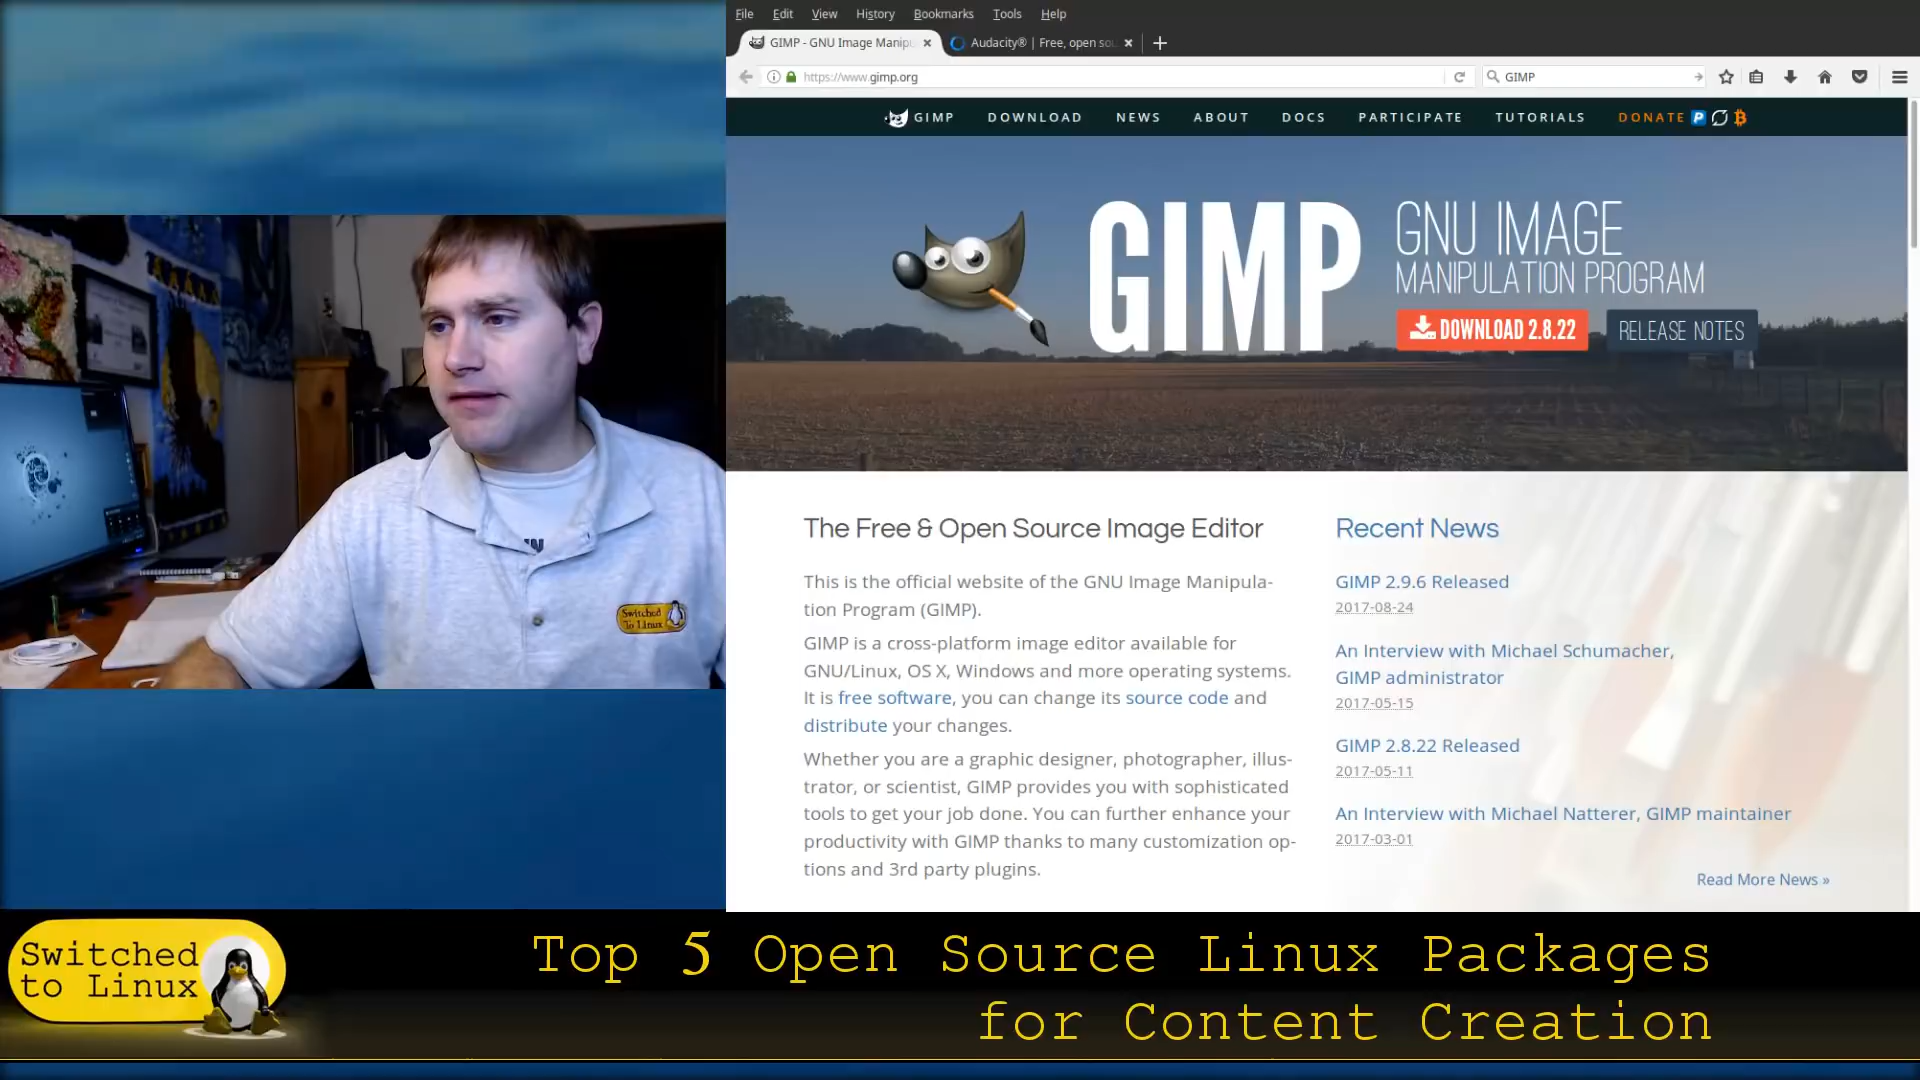 File Edit View History Bookmarks Tools Help
GIMP - GNU Image Manipu
Audacity® | Free, open sou
https://www.gimp.org
GIMP
GIMP DOWNLOAD NEWS ABOUT DOCS PARTICIPATE TUTORIALS DONATE
GIMP
GNU IMAGE
MANIPULATION PROGRAM
DOWNLOAD 2.8.22
RELEASE NOTES
The Free & Open Source Image Editor
This is the official website of the GNU Image Manipula-
tion Program (GIMP).
GIMP is a cross-platform image editor available for
GNU/Linux, OS X, Windows and more operating systems.
It is free software, you can change its source code and
distribute your changes.
Whether you are a graphic designer, photographer, illus-
trator, or scientist, GIMP provides you with sophisticated
tools to get your job done. You can further enhance your
productivity with GIMP thanks to many customization op-
tions and 3rd party plugins.
Recent News
GIMP 2.9.6 Released
2017-08-24
An Interview with Michael Schumacher,
GIMP administrator
2017-05-15
GIMP 2.8.22 Released
2017-05-11
An Interview with Michael Natterer, GIMP maintainer
2017-03-01
Read More News »
Switched
To Linux
Switched
to Linux
Top 5 Open Source Linux Packages
for Content Creation